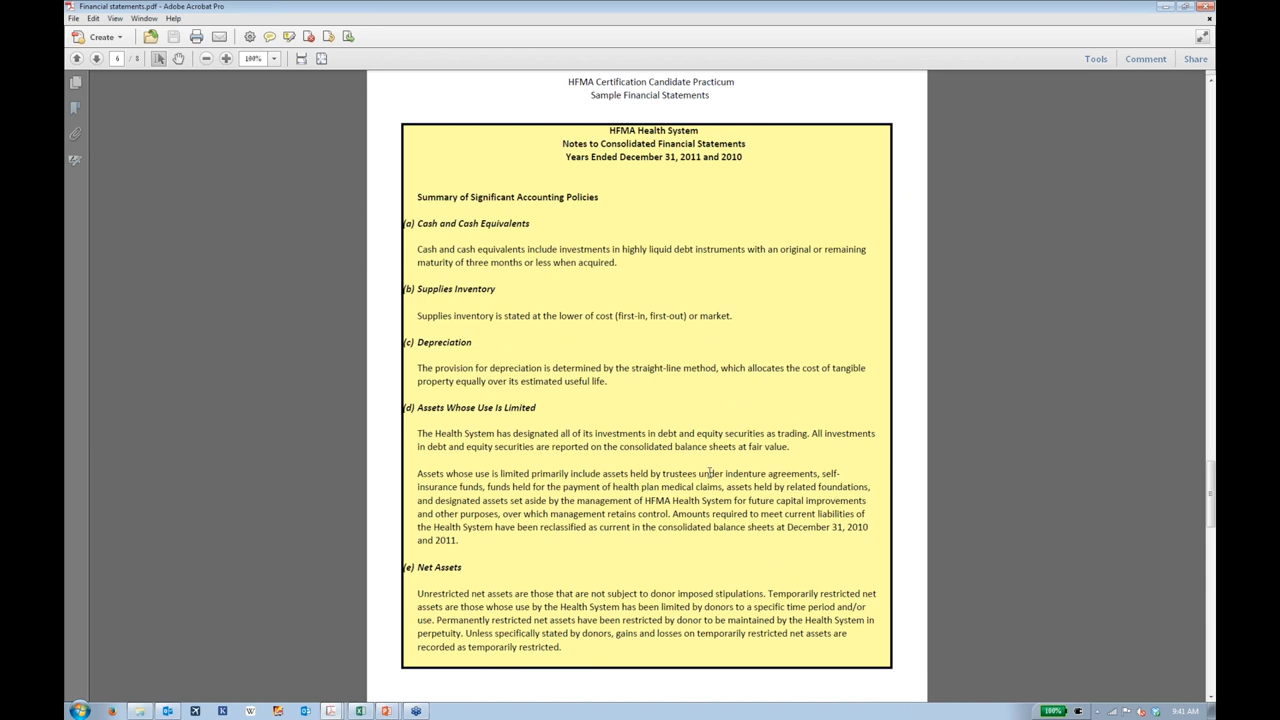 Financial statements.pdf - Adobe Acrobat Pro
File Edit View Window Help
Create
6 / 8 100% Tools Comment Share
HFMA Certification Candidate Practicum
Sample Financial Statements
HFMA Health System
Notes to Consolidated Financial Statements
Years Ended December 31, 2011 and 2010
Summary of Significant Accounting Policies
(a) Cash and Cash Equivalents
Cash and cash equivalents include investments in highly liquid debt instruments with an original or remaining
maturity of three months or less when acquired.
(b) Supplies Inventory
Supplies inventory is stated at the lower of cost (first-in, first-out) or market.
(c) Depreciation
The provision for depreciation is determined by the straight-line method, which allocates the cost of tangible
property equally over its estimated useful life.
(d) Assets Whose Use Is Limited
The Health System has designated all of its investments in debt and equity securities as trading. All investments
in debt and equity securities are reported on the consolidated balance sheets at fair value.
Assets whose use is limited primarily include assets held by trustees under indenture agreements, self-
insurance funds, funds held for the payment of health plan medical claims, assets held by related foundations,
and designated assets set aside by the management of HFMA Health System for future capital improvements
and other purposes, over which management retains control. Amounts required to meet current liabilities of
the Health System have been reclassified as current in the consolidated balance sheets at December 31, 2010
and 2011.
(e) Net Assets
Unrestricted net assets are those that are not subject to donor imposed stipulations. Temporarily restricted net
assets are those whose use by the Health System has been limited by donors to a specific time period and/or
use. Permanently restricted net assets have been restricted by donor to be maintained by the Health System in
perpetuity. Unless specifically stated by donors, gains and losses on temporarily restricted net assets are
recorded as temporarily restricted.
100% 9:41 AM